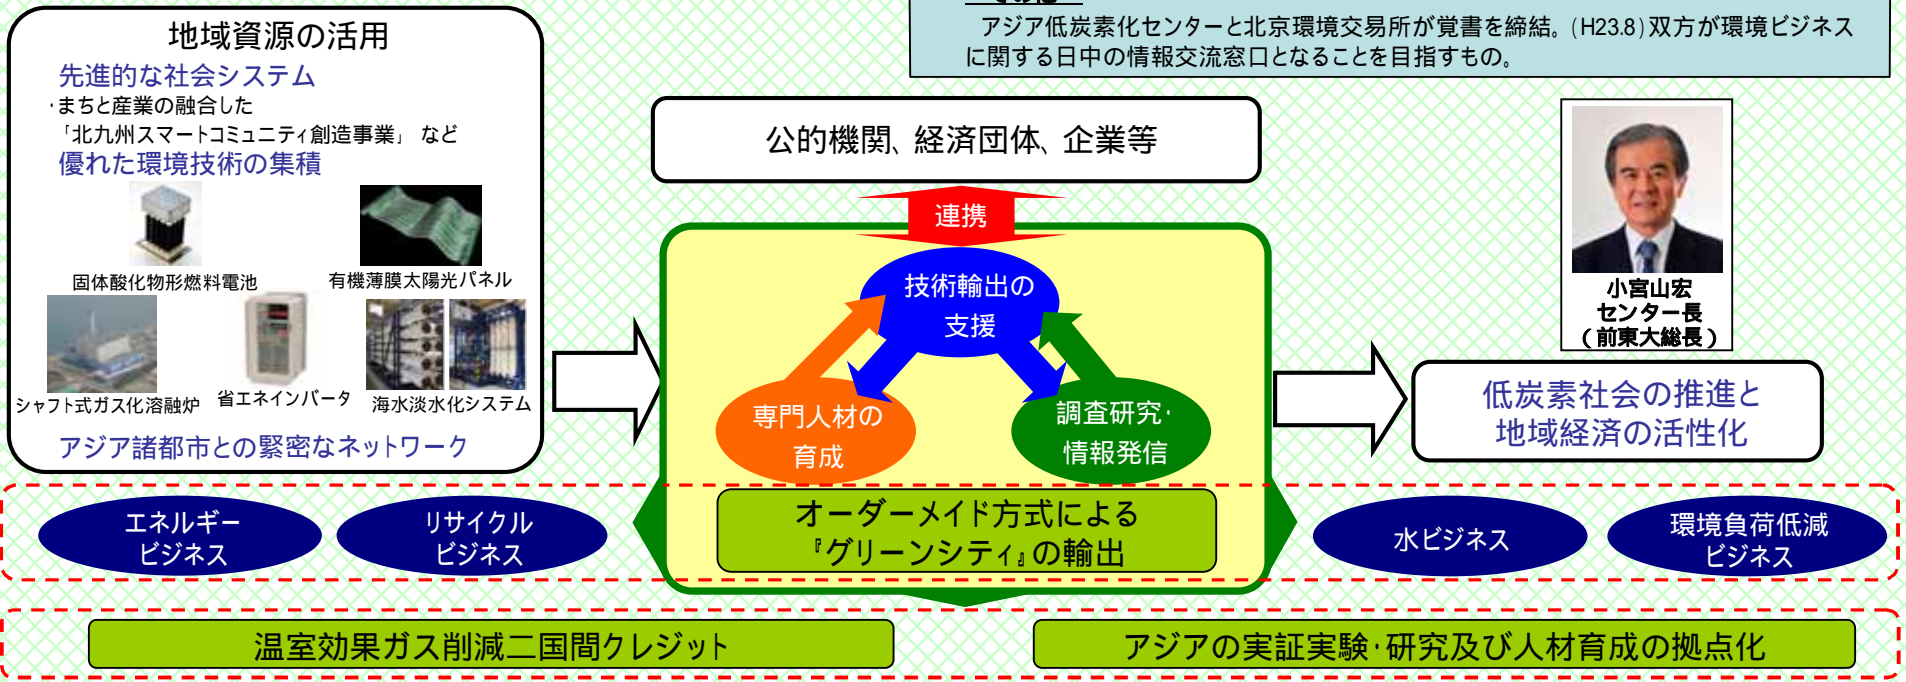 アジア低炭素化センターと北京環境交易所が覚書を締結。(H23.8)双方が環境ビジネス
に関する日中の情報交流窓口となることを目指すもの。
地域資源の活用
先進的な社会システム
・まちと産業の融合した
「北九州スマートコミュニティ創造事業」 など
優れた環境技術の集積
固体酸化物形燃料電池
有機薄膜太陽光パネル
シャフト式ガス化溶融炉
省エネインバータ
海水淡水化システム
アジア諸都市との緊密なネットワーク
公的機関、経済団体、企業等
連携
技術輸出の
支援
専門人材の
育成
調査研究・
情報発信
オーダーメイド方式による
『グリーンシティ』の輸出
小宮山宏
センター長
(前東大総長)
低炭素社会の推進と
地域経済の活性化
エネルギー
ビジネス
リサイクル
ビジネス
水ビジネス
環境負荷低減
ビジネス
温室効果ガス削減二国間クレジット
アジアの実証実験・研究及び人材育成の拠点化